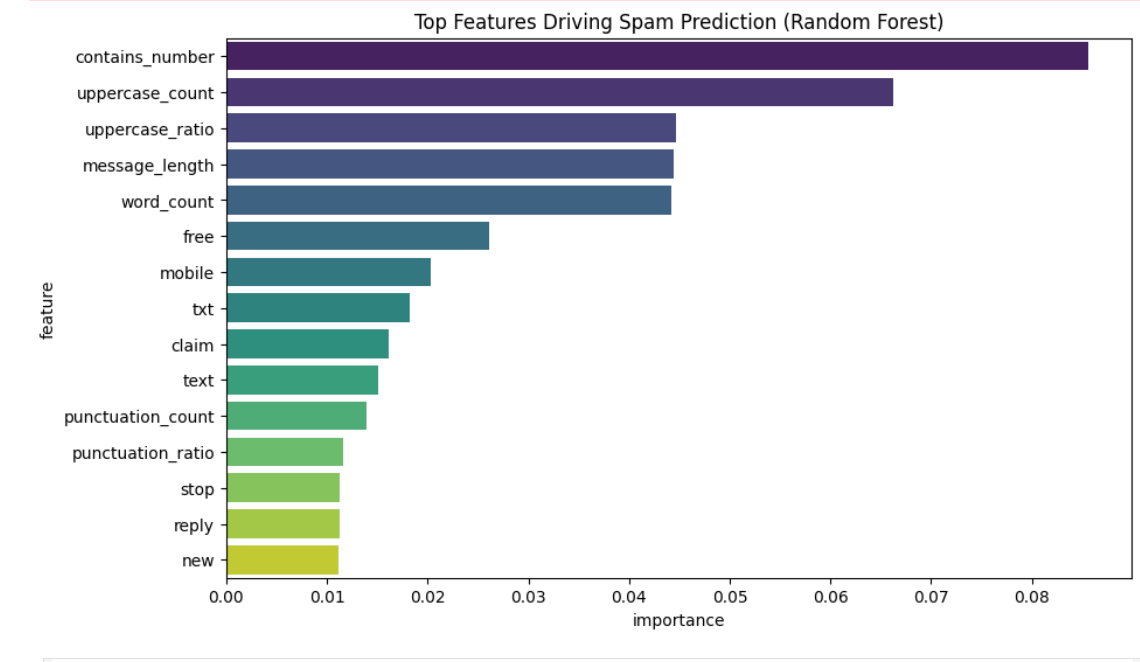 Top Features Driving Spam Prediction (Random Forest)
contains_number
uppercase_count
uppercase_ratio
message_length
word_count
free
mobile
txt
claim
text
punctuation_count
punctuation_ratio
stop
reply
new
feature
0.00 0.01 0.02 0.03 0.04 0.05 0.06 0.07 0.08
importance